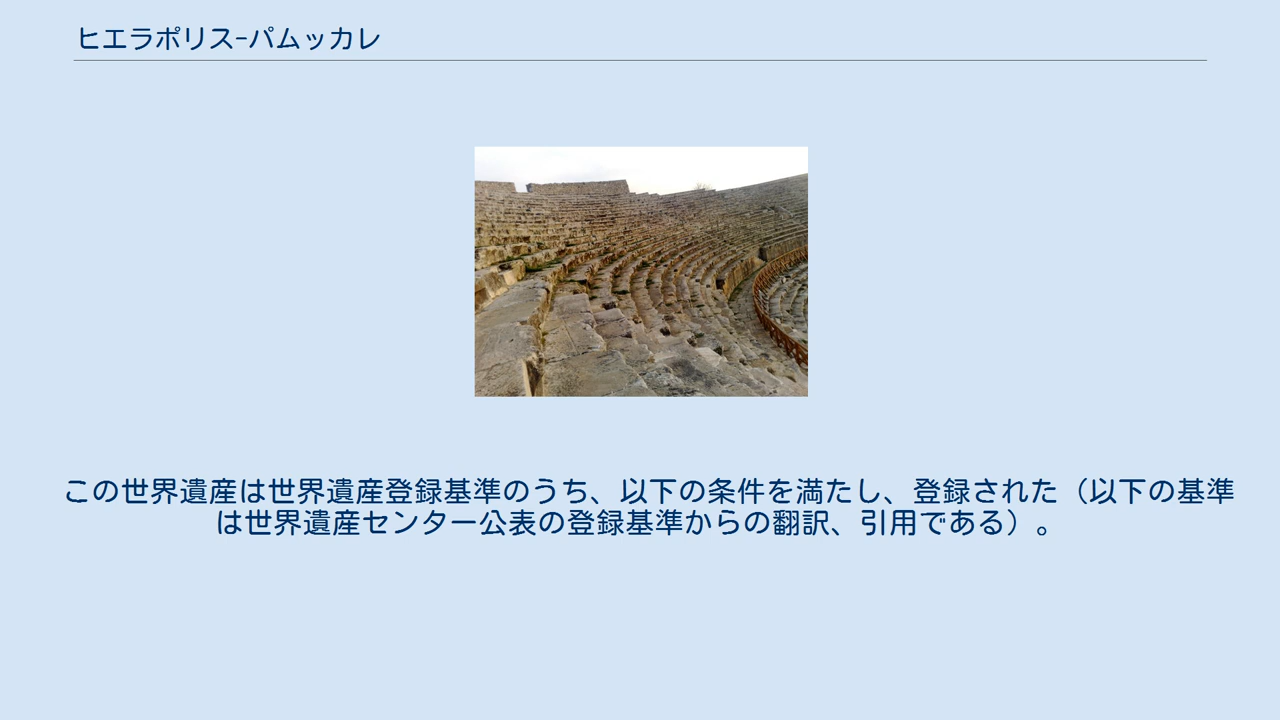 ヒエラポリス-パムッカレ
この世界遺産は世界遺産登録基準のうち、以下の条件を満たし、登録された（以下の基準
は世界遺産センター公表の登録基準からの翻訳、引用である）。